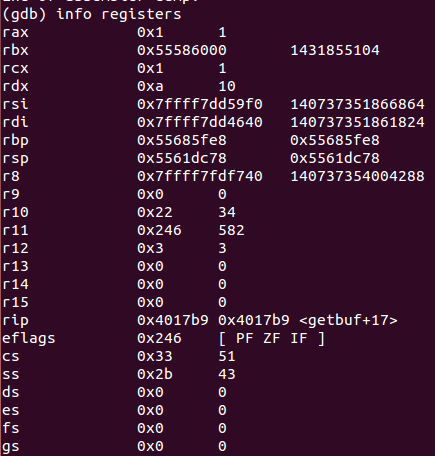 (gdb) info registers
rax 0x1 1
rbx 0x55586000 1431855104
rcx 0x1 1
rdx 0xa 10
rsi 0x7ffff7dd59f0 140737351866864
rdi 0x7ffff7dd4640 140737351861824
rbp 0x55685fe8 0x55685fe8
rsp 0x5561dc78 0x5561dc78
r8 0x7ffff7fdf740 140737354004288
r9 0x0 0
r10 0x22 34
r11 0x246 582
r12 0x3 3
r13 0x0 0
r14 0x0 0
r15 0x0 0
rip 0x4017b9 0x4017b9 <getbuf+17>
eflags 0x246 [ PF ZF IF ]
cs 0x33 51
ss 0x2b 43
ds 0x0 0
es 0x0 0
fs 0x0 0
gs 0x0 0